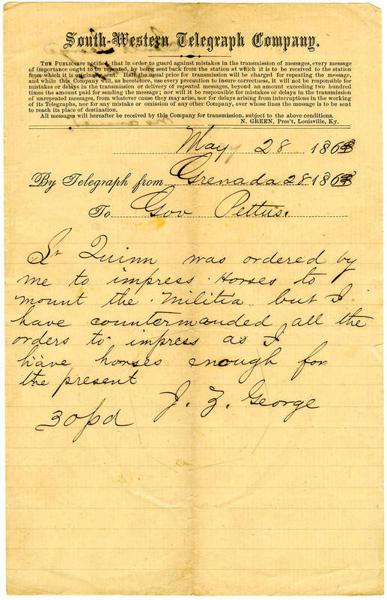 South-Western Telegraph Company.
THE PUBLIC are notified, that in order to guard against mistakes in the transmission of messages, every message
of importance ought to be repeated, by being sent back from the station at which it is to be received to the station
from which it is sent. Half the usual price for transmission will be charged for repeating the message,
and while this Company will, as heretofore, use every precaution to insure correctness, it will not be responsible for
mistakes or delays in the transmission or delivery of repeated messages, beyond an amount exceeding two hundred
times the amount paid for sending the message; nor will it be responsible for mistakes or delays in the transmission
of unrepeated messages, from whatever cause they may arise, nor for delays arising from interruptions in the working
of its Telegraphs, nor for any mistake or omission of any other Company, over whose lines the message is to be sent
to reach its place of destination.
All messages will hereafter be received by this Company for transmission, subject to the above conditions.
N. GREEN, Pres't, Louisville, Ky.
May 28 1863
By Telegraph from Grenada 28 1863
To Gov Pettus.
Lt Quinn was ordered by
me to impress Horses to
mount the Militia but I
have countermanded all the
orders to impress as I
have horses enough for
the present
30pd J. Z. George